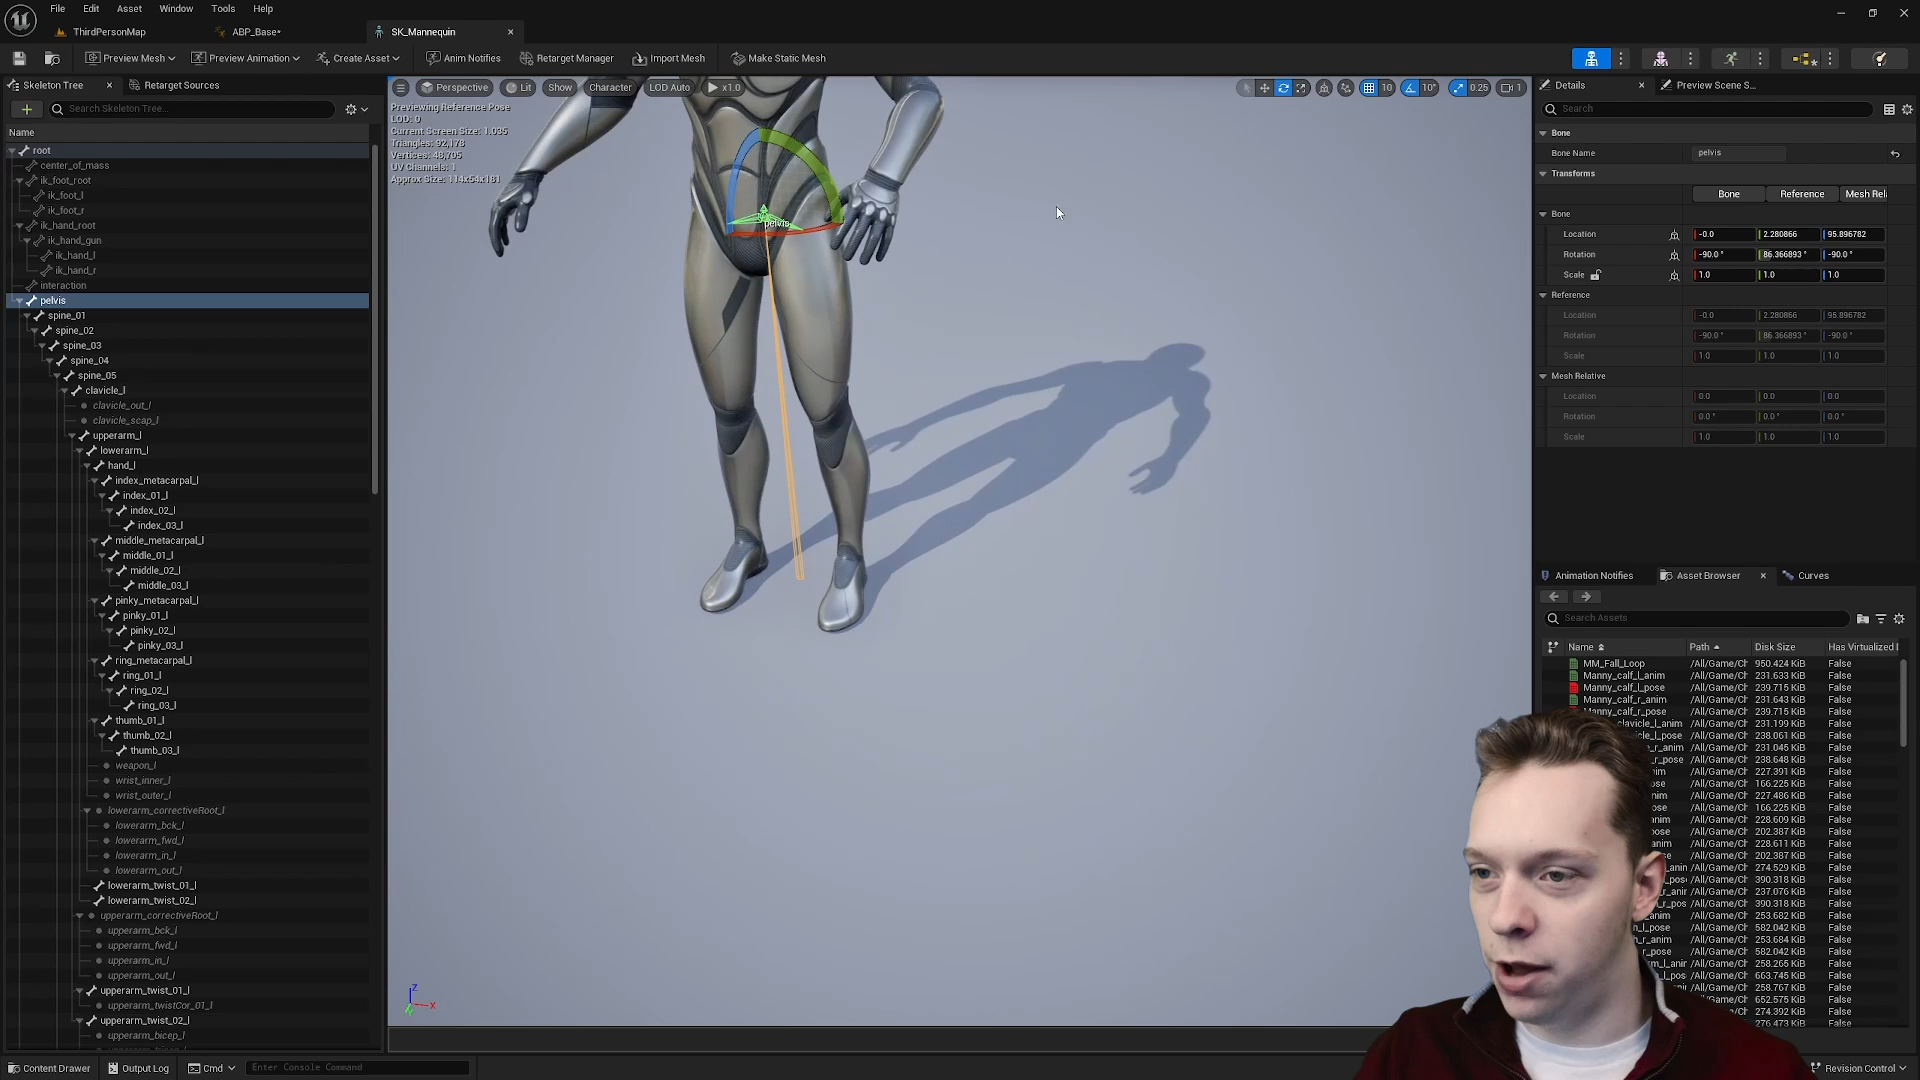 File Edit Asset Window Tools Help
ThirdPersonMap ABP_Base* SK_Mannequin
Preview Mesh Preview Animation Create Asset Anim Notifies Retarget Manager Import Mesh Make Static Mesh
Skeleton Tree Retarget Sources
Search Skeleton Tree...
Name
root
center_of_mass
ik_foot_root
ik_foot_l
ik_foot_r
ik_hand_root
ik_hand_gun
ik_hand_l
ik_hand_r
interaction
pelvis
spine_01
spine_02
spine_03
spine_04
spine_05
clavicle_l
clavicle_out_l
clavicle_scap_l
upperarm_l
lowerarm_l
hand_l
index_metacarpal_l
index_01_l
index_02_l
index_03_l
middle_metacarpal_l
middle_01_l
middle_02_l
middle_03_l
pinky_metacarpal_l
pinky_01_l
pinky_02_l
pinky_03_l
ring_metacarpal_l
ring_01_l
ring_02_l
ring_03_l
thumb_01_l
thumb_02_l
thumb_03_l
weapon_l
wrist_inner_l
wrist_outer_l
lowerarm_correctiveRoot_l
lowerarm_bck_l
lowerarm_fwd_l
lowerarm_in_l
lowerarm_out_l
lowerarm_twist_01_l
lowerarm_twist_02_l
upperarm_correctiveRoot_l
upperarm_bck_l
upperarm_fwd_l
upperarm_in_l
upperarm_out_l
upperarm_twist_01_l
upperarm_twistCor_01_l
upperarm_twist_02_l
upperarm_bicep_l
Perspective Lit Show Character LOD Auto x1.0 10 10° 0.25 1
Previewing Reference Pose
LOD: 0
Current Screen Size: 1.035
Triangles: 92,178
Vertices: 48,705
UV Channels: 1
Approx Size: 114x54x181
pelvis
Z
X
Details Preview Scene S...
Search
Bone
Bone Name pelvis
Transforms
Bone Reference Mesh Rel
Bone
Location -0.0 2.280866 95.896782
Rotation -90.0° 86.366893° -90.0°
Scale 1.0 1.0 1.0
Reference
Location -0.0 2.280866 95.896782
Rotation -90.0° 86.366893° -90.0°
Scale 1.0 1.0 1.0
Mesh Relative
Location 0.0 0.0 0.0
Rotation 0.0° 0.0° 0.0°
Scale 1.0 1.0 1.0
Animation Notifies Asset Browser Curves
Search Assets
Name Path Disk Size Has Virtualized
MM_Fall_Loop /All/Game/Ch 950.424 KiB False
Manny_calf_l_anim /All/Game/Ch 231.633 KiB False
Manny_calf_l_pose /All/Game/Ch 239.715 KiB False
Manny_calf_r_anim /All/Game/Ch 231.643 KiB False
Manny_calf_r_pose /All/Game/Ch 239.715 KiB False
clavicle_l_anim /All/Game/Ch 231.199 KiB False
icle_l_pose /All/Game/Ch 238.061 KiB False
e_r_anim /All/Game/Ch 231.045 KiB False
r_pose /All/Game/Ch 238.648 KiB False
nim /All/Game/Ch 227.391 KiB False
ose /All/Game/Ch 166.225 KiB False
nim /All/Game/Ch 227.486 KiB False
ose /All/Game/Ch 166.225 KiB False
anim /All/Game/Ch 228.609 KiB False
pose /All/Game/Ch 202.387 KiB False
anim /All/Game/Ch 228.611 KiB False
pose /All/Game/Ch 202.387 KiB False
/All/Game/Ch 274.529 KiB False
/All/Game/Ch 390.318 KiB False
/All/Game/Ch 237.076 KiB False
/All/Game/Ch 390.318 KiB False
/All/Game/Ch 253.682 KiB False
/All/Game/Ch 582.042 KiB False
/All/Game/Ch 253.684 KiB False
/All/Game/Ch 582.042 KiB False
/All/Game/Ch 258.265 KiB False
/All/Game/Ch 663.745 KiB False
/All/Game/Ch 258.767 KiB False
/All/Game/Ch 652.575 KiB False
/All/Game/Ch 274.392 KiB False
/All/Game/Ch 276.473 KiB False
Content Drawer Output Log Cmd Enter Console Command Revision Control